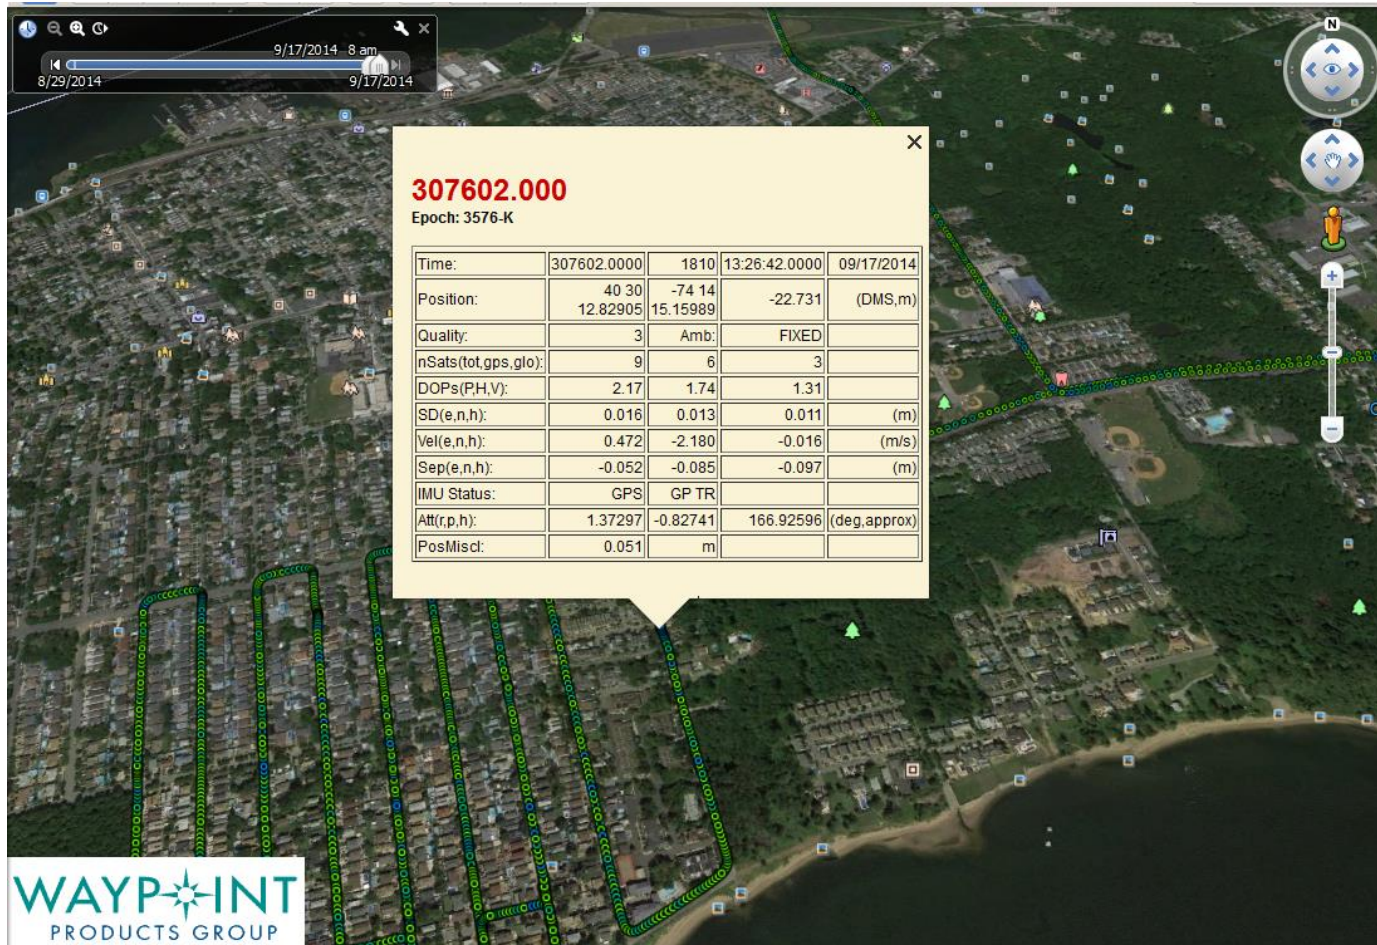 9/17/2014 8 am
8/29/2014 9/17/2014
N
307602.000
Epoch: 3576-K
Time: 307602.0000 1810 13:26:42.0000 09/17/2014
Position: 40 30 12.82905 -74 14 15.15989 -22.731 (DMS,m)
Quality: 3 Amb: FIXED
nSats(tot,gps,glo): 9 6 3
DOPs(P,H,V): 2.17 1.74 1.31
SD(e,n,h): 0.016 0.013 0.011 (m)
Vel(e,n,h): 0.472 -2.180 -0.016 (m/s)
Sep(e,n,h): -0.052 -0.085 -0.097 (m)
IMU Status: GPS GP TR
Att(r,p,h): 1.37297 -0.82741 166.92596 (deg,approx)
PosMiscl: 0.051 m
WAYPOINT
PRODUCTS GROUP